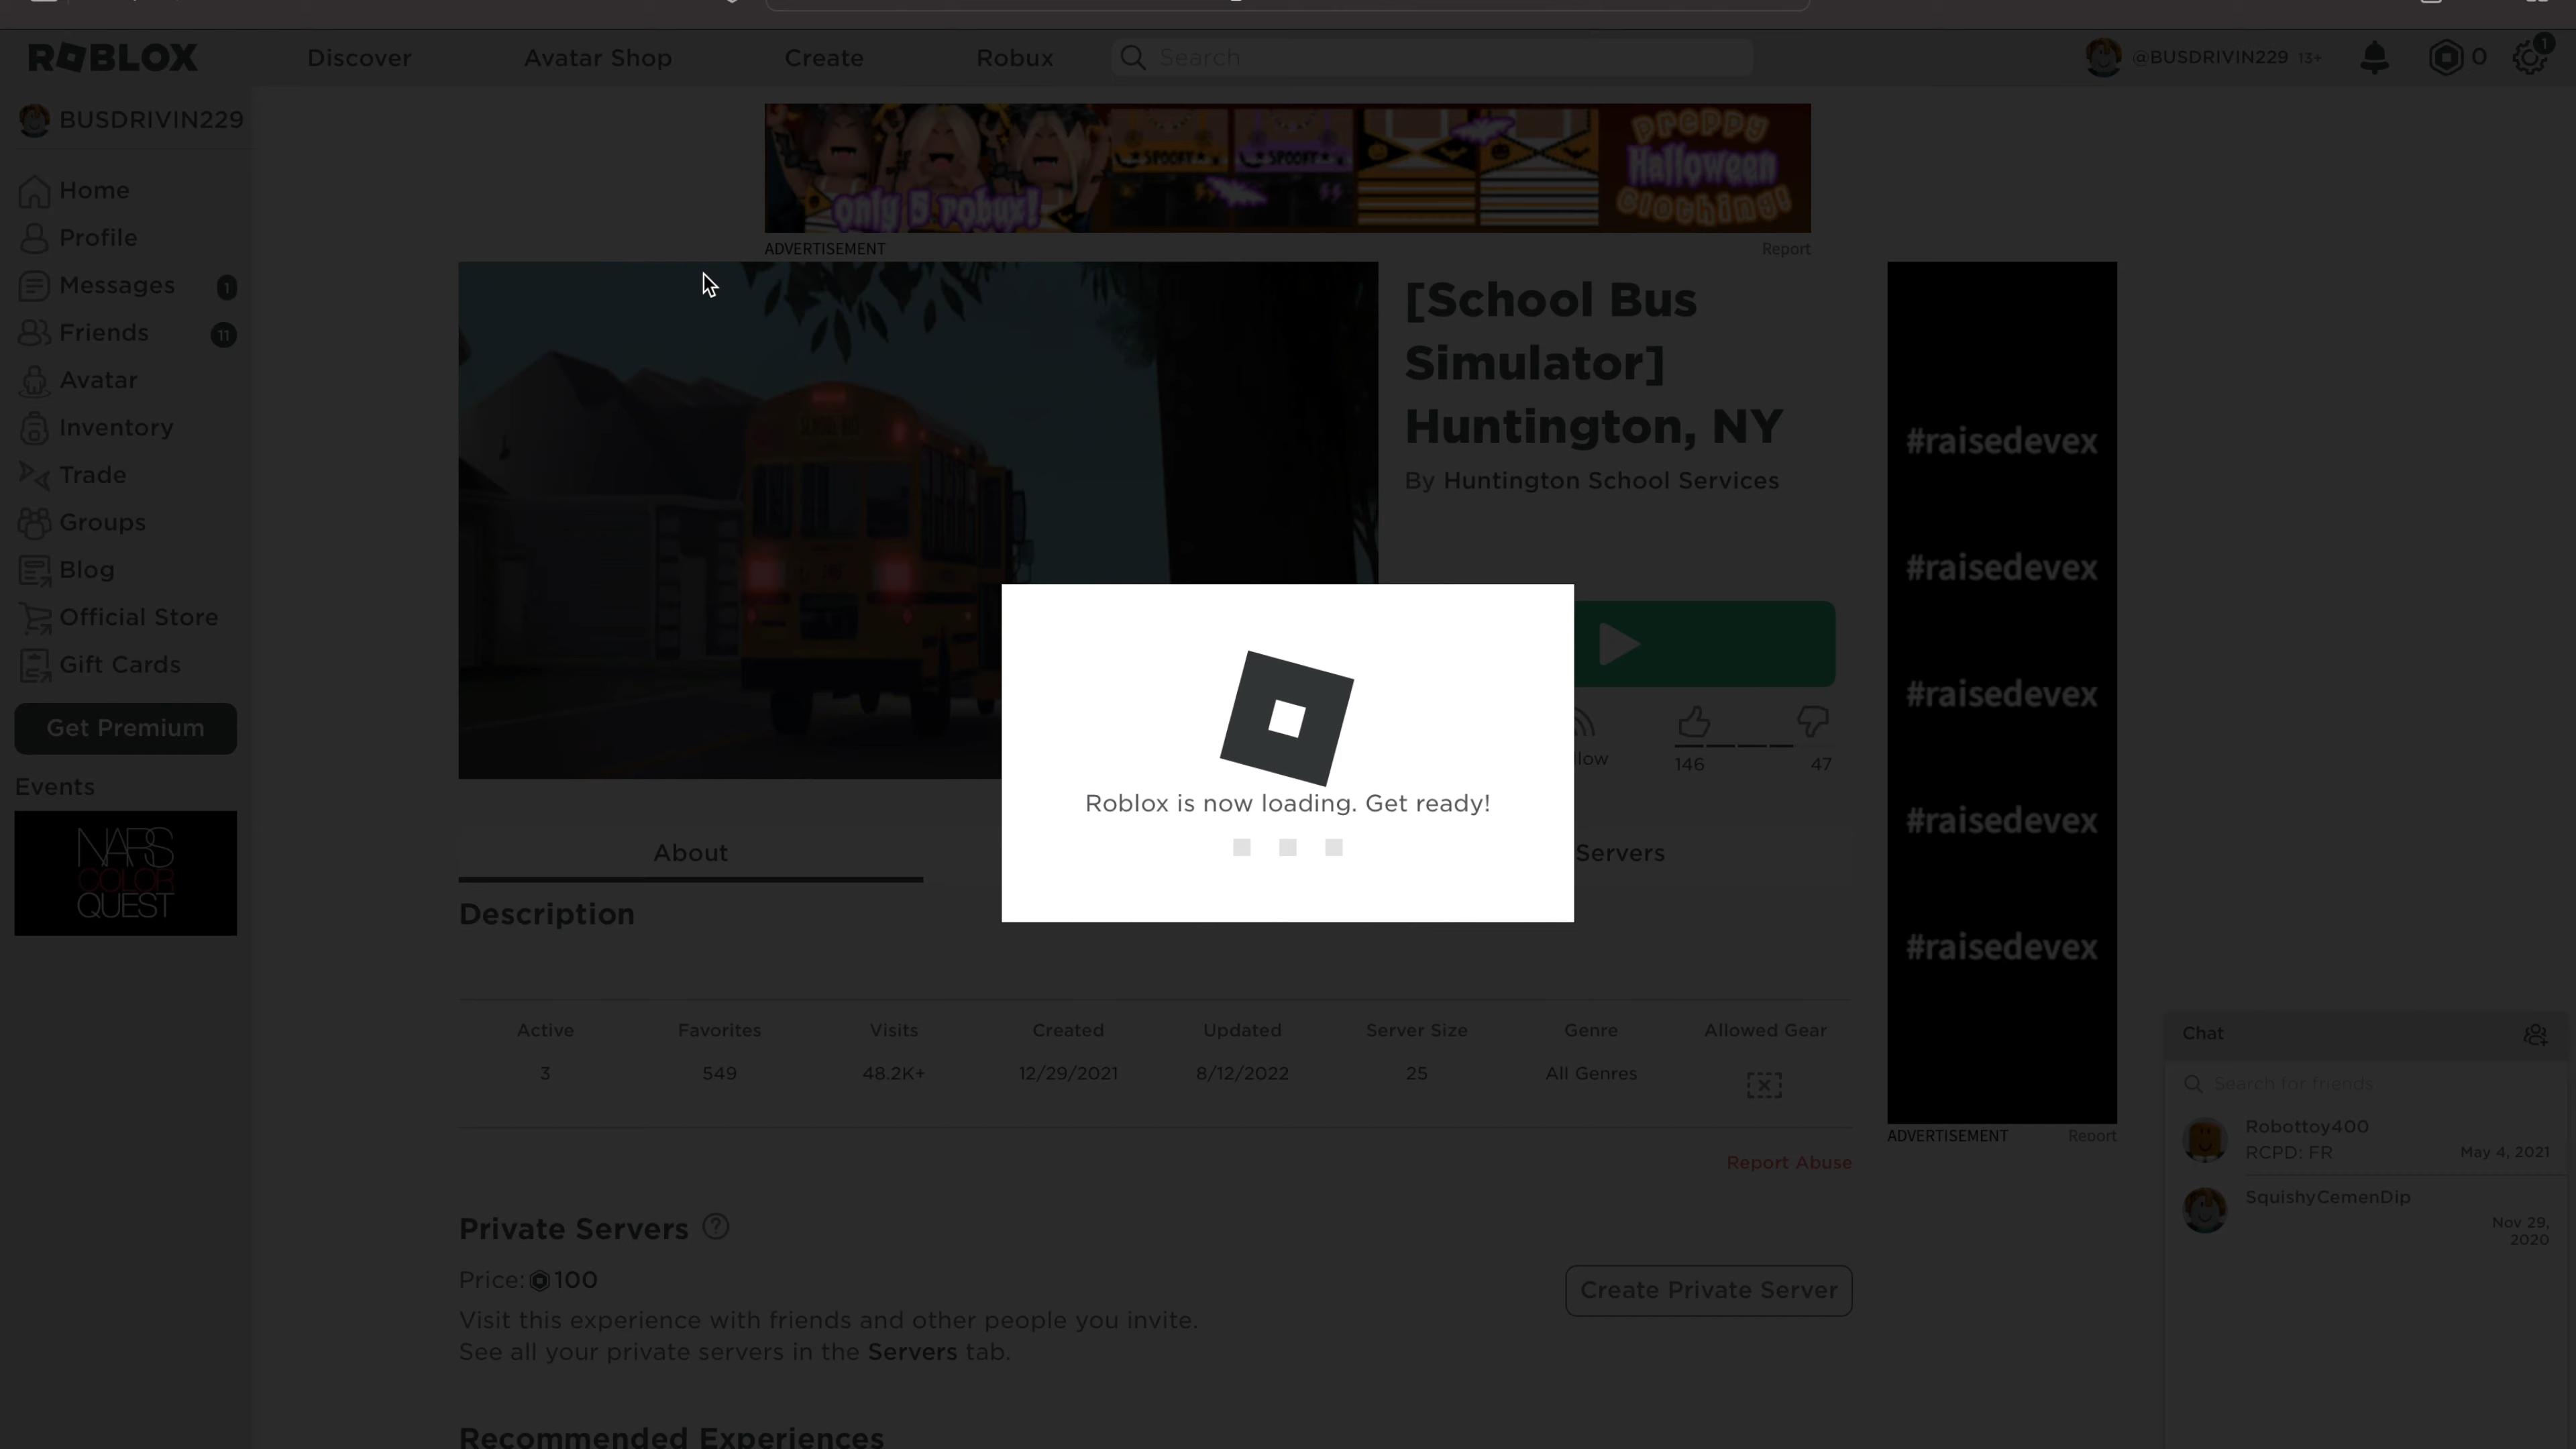 ROBLOX
Discover
Avatar Shop
Create
Robux
Search
@BUSDRIVIN229 13+
0
1
BUSDRIVIN229
Home
Profile
Messages 1
Friends 11
Avatar
Inventory
Trade
Groups
Blog
Official Store
Gift Cards
Get Premium
Events
NARS
COLOR
QUEST
only 5 robux!
SPOOFY
SPOOFY
preppy
Halloween
Clothing!
ADVERTISEMENT
Report
SCHOOL BUS
[School Bus
Simulator]
Huntington, NY
By Huntington School Services
llow
146
47
Roblox is now loading. Get ready!
About
Servers
Description
Active Favorites Visits Created Updated Server Size Genre Allowed Gear
3 549 48.2K+ 12/29/2021 8/12/2022 25 All Genres
Report Abuse
Private Servers ?
Price: 100
Visit this experience with friends and other people you invite.
See all your private servers in the Servers tab.
Create Private Server
Recommended Experiences
#raisedevex
#raisedevex
#raisedevex
#raisedevex
#raisedevex
ADVERTISEMENT
Report
Chat
Search for friends
Robottoy400
RCPD: FR
May 4, 2021
SquishyCemenDip
Nov 29,
2020